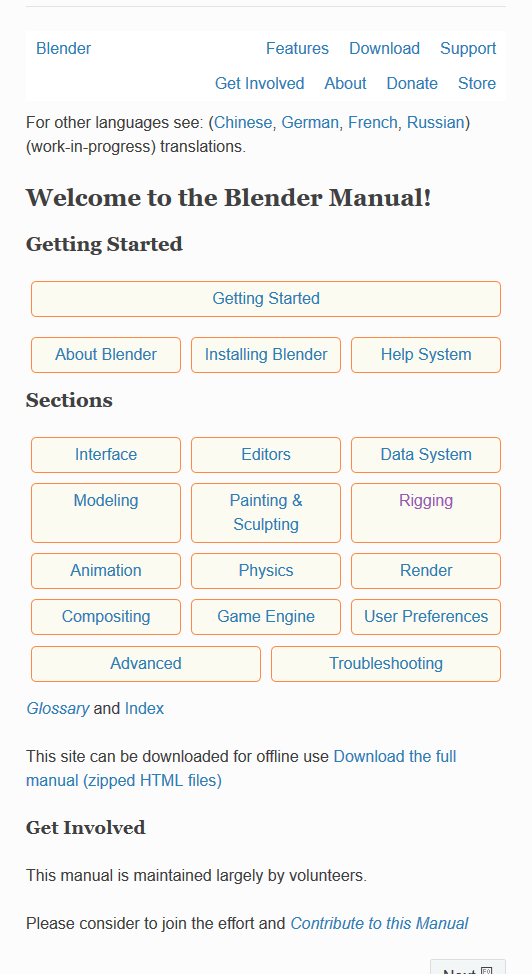 Blender Features Download Support
Get Involved About Donate Store
For other languages see: (Chinese, German, French, Russian)
(work-in-progress) translations.
Welcome to the Blender Manual!
Getting Started
Getting Started
About Blender Installing Blender Help System
Sections
Interface Editors Data System
Modeling Painting & Rigging
Sculpting
Animation Physics Render
Compositing Game Engine User Preferences
Advanced Troubleshooting
Glossary and Index
This site can be downloaded for offline use Download the full
manual (zipped HTML files)
Get Involved
This manual is maintained largely by volunteers.
Please consider to join the effort and Contribute to this Manual
Next